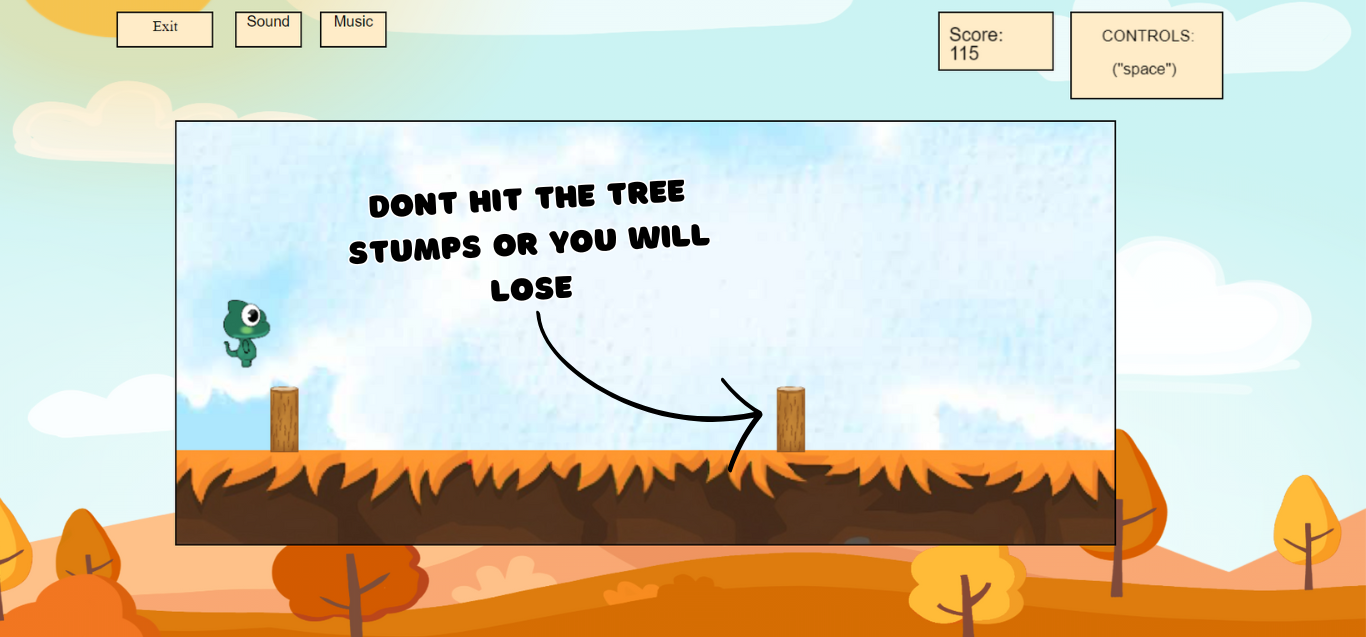 Exit
Sound
Music
Score:
115
CONTROLS:
("space")
DONT HIT THE TREE
STUMPS OR YOU WILL
LOSE